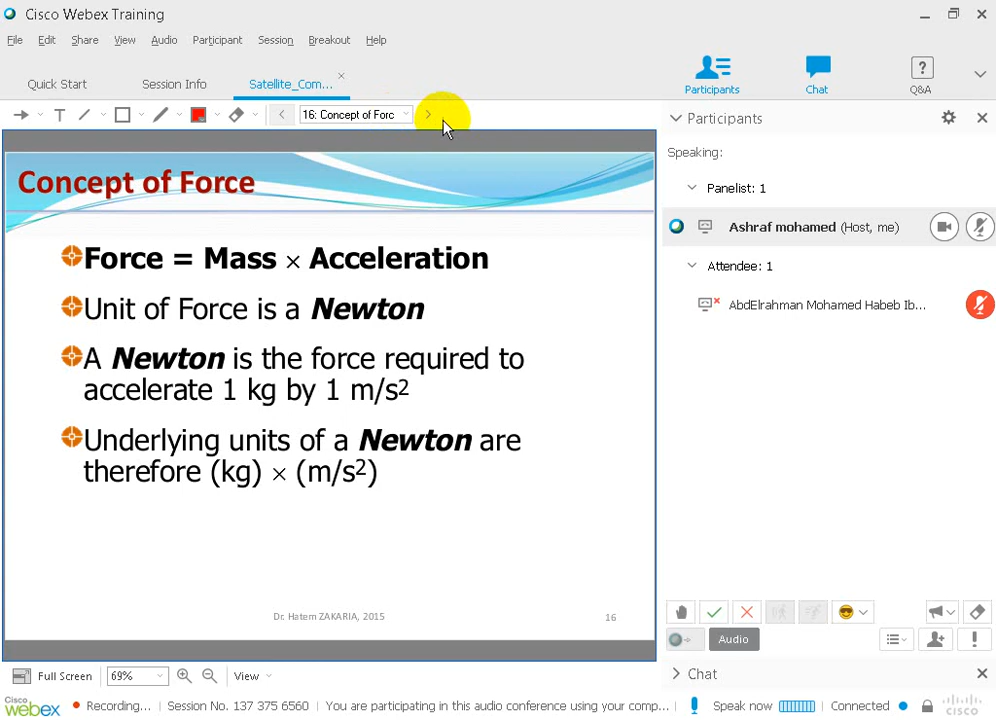 Cisco Webex Training
File Edit Share View Audio Participant Session Breakout Help
Quick Start Session Info Satellite_Com...
Participants Chat Q&A
T 16: Concept of Forc
Participants
Speaking:
Panelist: 1
Ashraf mohamed (Host, me)
Attendee: 1
AbdElrahman Mohamed Habeb Ib...
Concept of Force
Force = Mass × Acceleration
Unit of Force is a Newton
A Newton is the force required to
accelerate 1 kg by 1 m/s2
Underlying units of a Newton are
therefore (kg) × (m/s2)
Dr. Hatem ZAKARIA, 2015 16
Audio
Full Screen 69% View
Chat
Cisco webex Recording... Session No. 137 375 6560 You are participating in this audio conference using your comp... Speak now Connected cisco